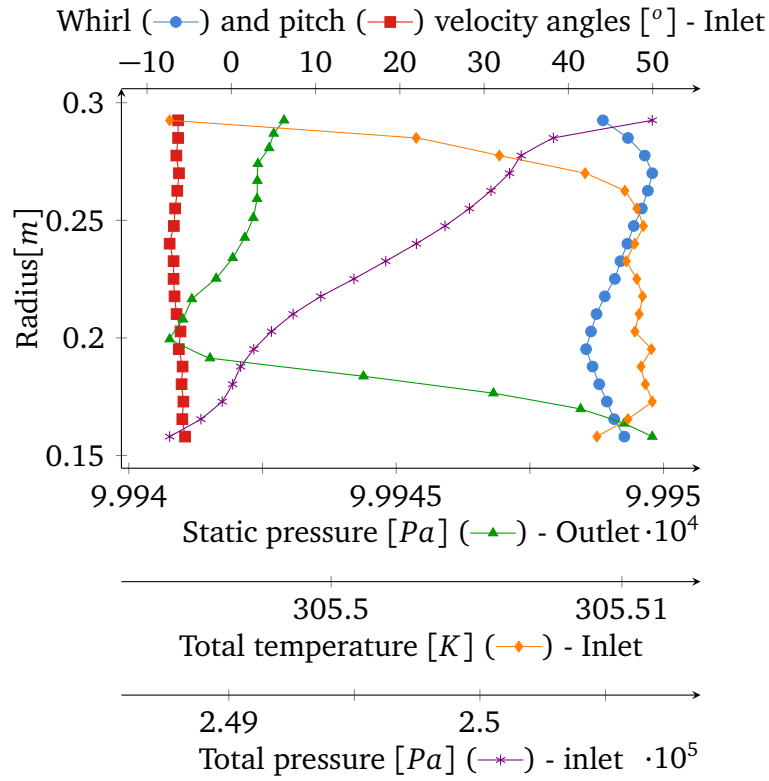 Whirl ( ) and pitch ( ) velocity angles [°] - Inlet
−10 0 10 20 30 40 50
0.3
0.25
0.2
0.15
Radius[m]
9.994 9.9945 9.995
Static pressure [Pa] ( ) - Outlet ·10⁴
305.5 305.51
Total temperature [K] ( ) - Inlet
2.49 2.5
Total pressure [Pa] ( ) - inlet ·10⁵